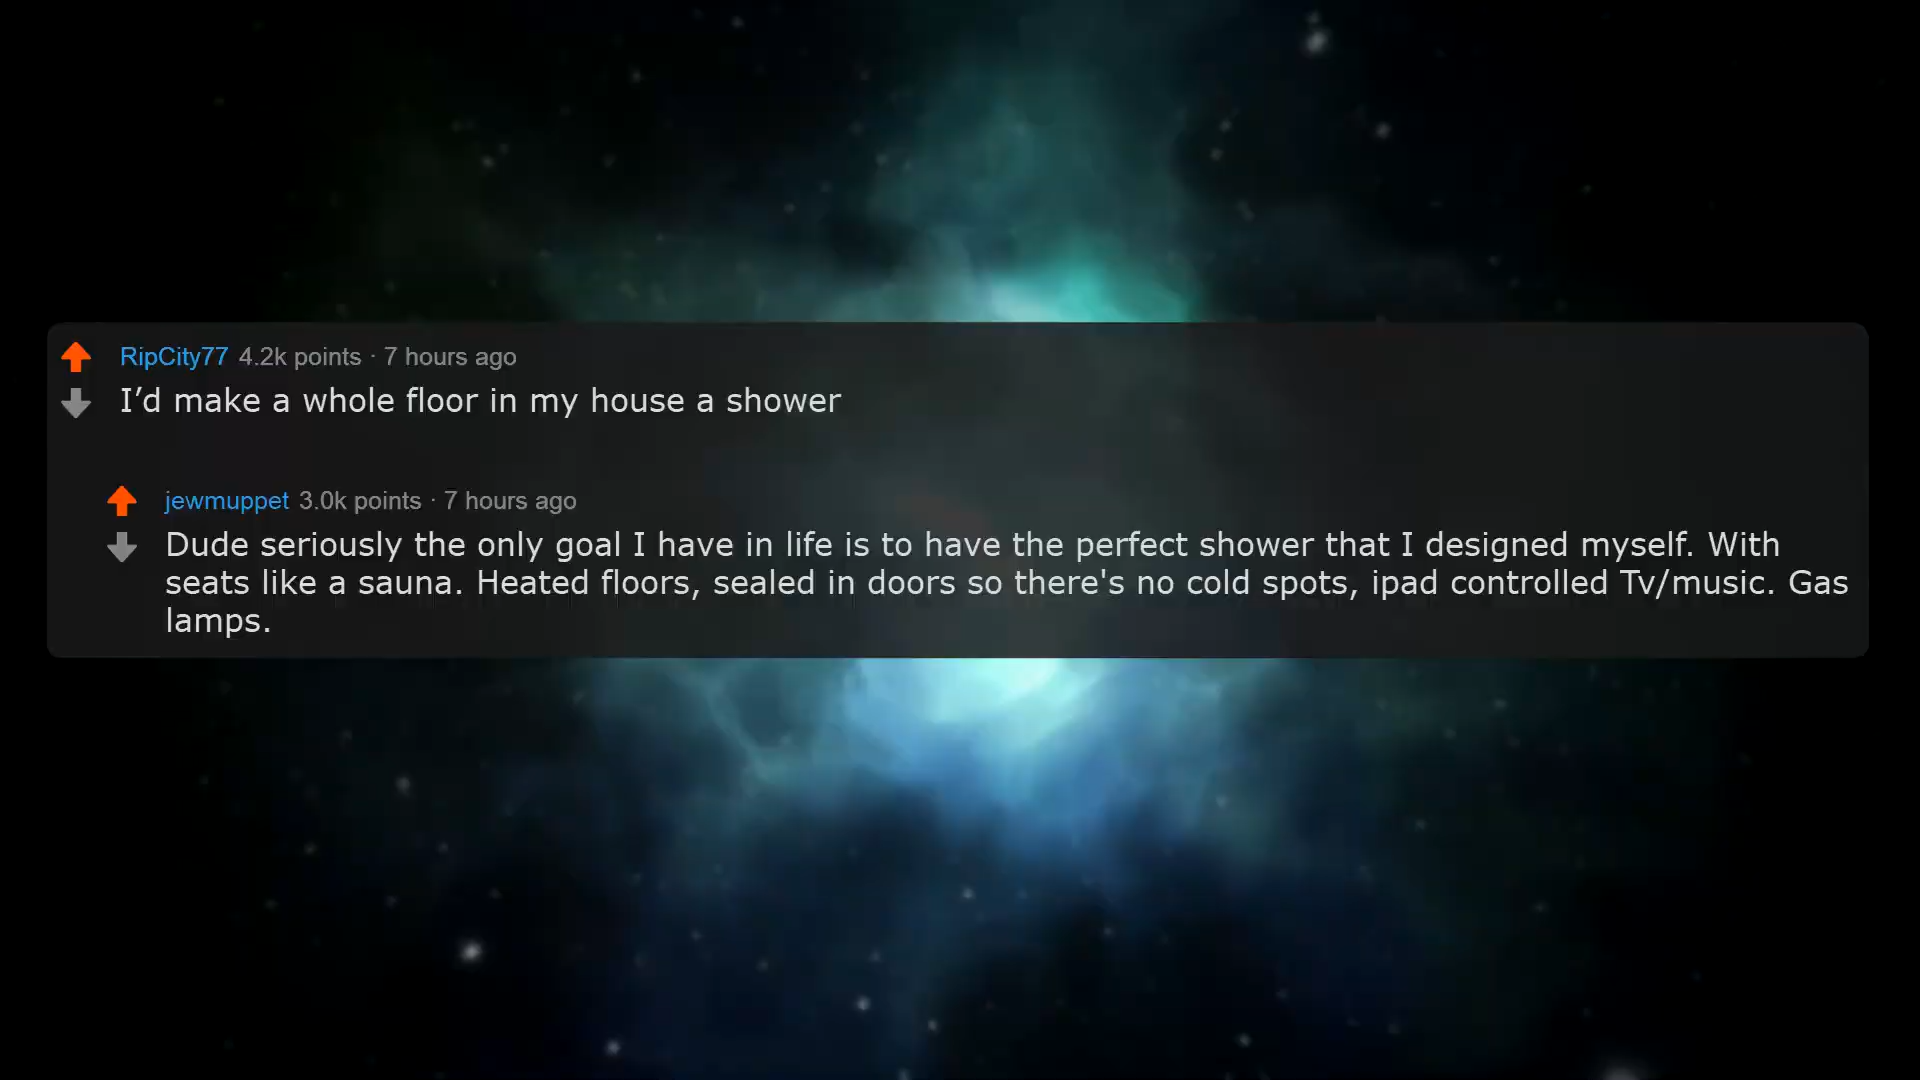 RipCity77 4.2k points · 7 hours ago
I’d make a whole floor in my house a shower
jewmuppet 3.0k points · 7 hours ago
Dude seriously the only goal I have in life is to have the perfect shower that I designed myself. With
seats like a sauna. Heated floors, sealed in doors so there's no cold spots, ipad controlled Tv/music. Gas
lamps.